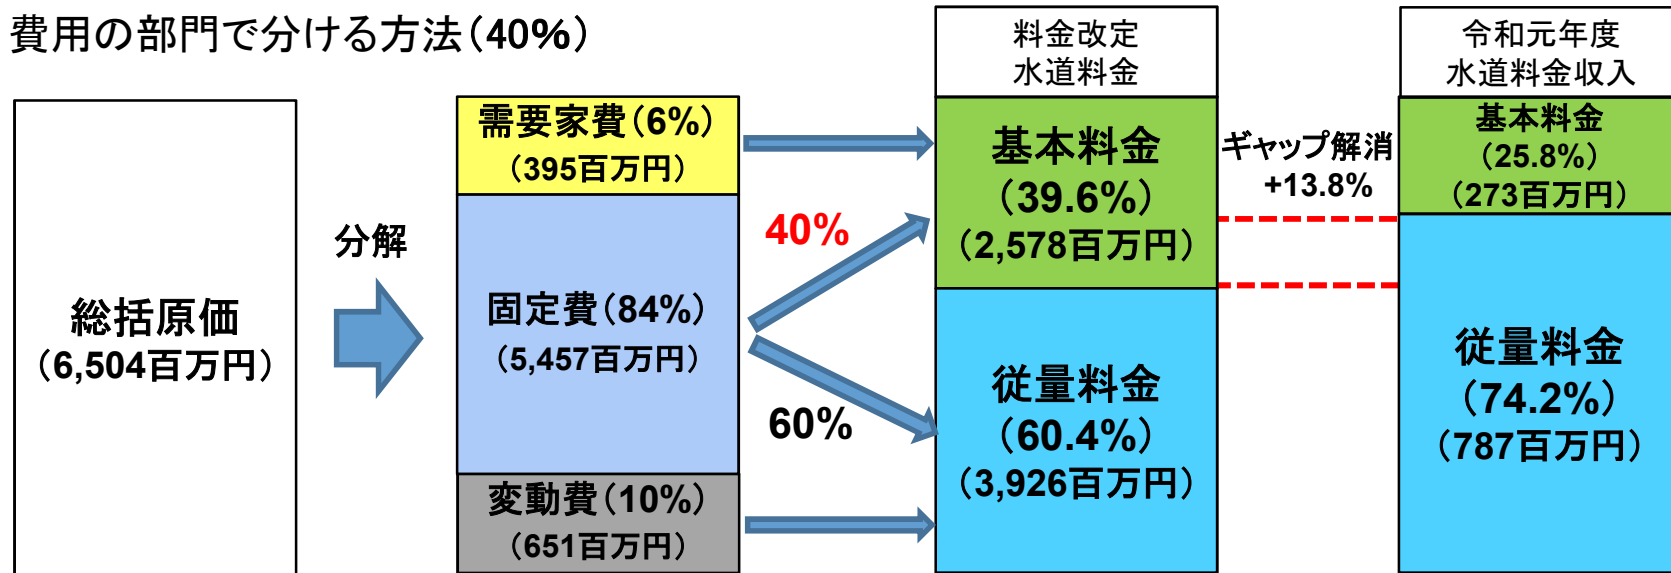 費用の部門で分ける方法（40%）
総括原価
（6,504百万円）
分解
需要家費（6%）
（395百万円）
固定費（84%）
（5,457百万円）
変動費（10%）
（651百万円）
40%
60%
料金改定
水道料金
基本料金
（39.6%）
（2,578百万円）
従量料金
（60.4%）
（3,926百万円）
ギャップ解消
+13.8%
令和元年度
水道料金収入
基本料金
（25.8%）
（273百万円）
従量料金
（74.2%）
（787百万円）